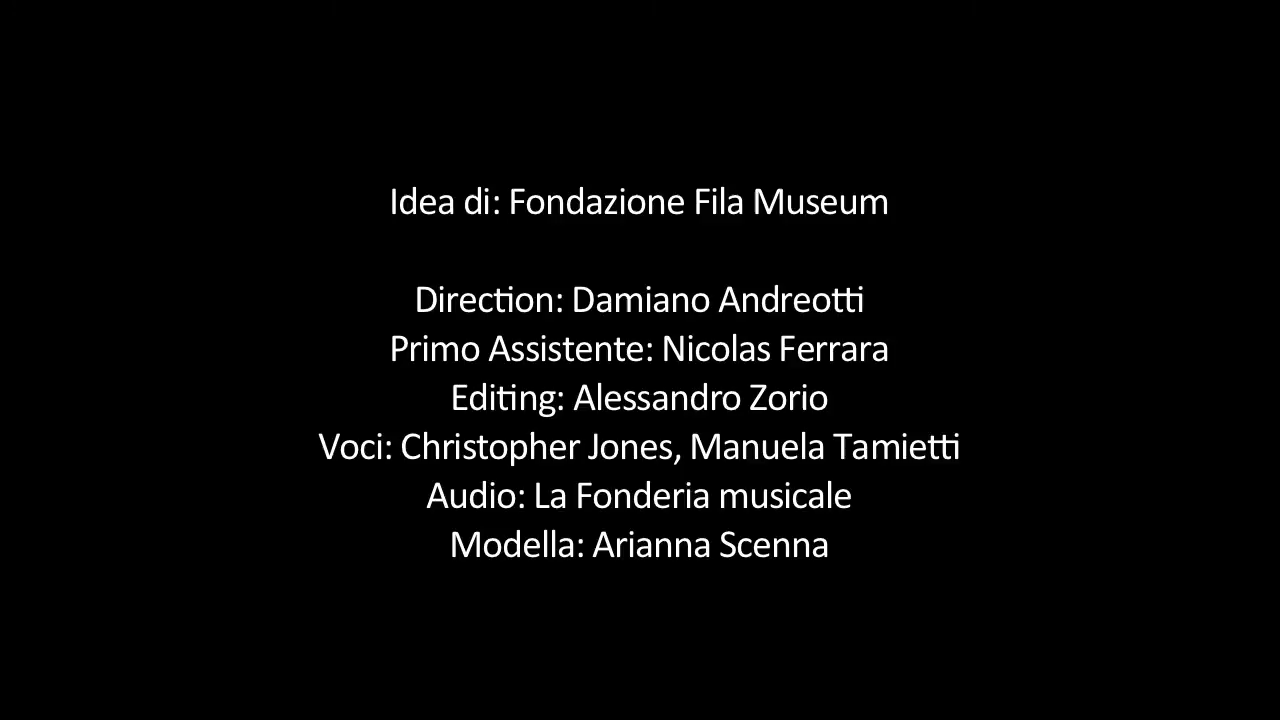 Idea di: Fondazione Fila Museum
Direction: Damiano Andreotti
Primo Assistente: Nicolas Ferrara
Editing: Alessandro Zorio
Voci: Christopher Jones, Manuela Tamietti
Audio: La Fonderia musicale
Modella: Arianna Scenna